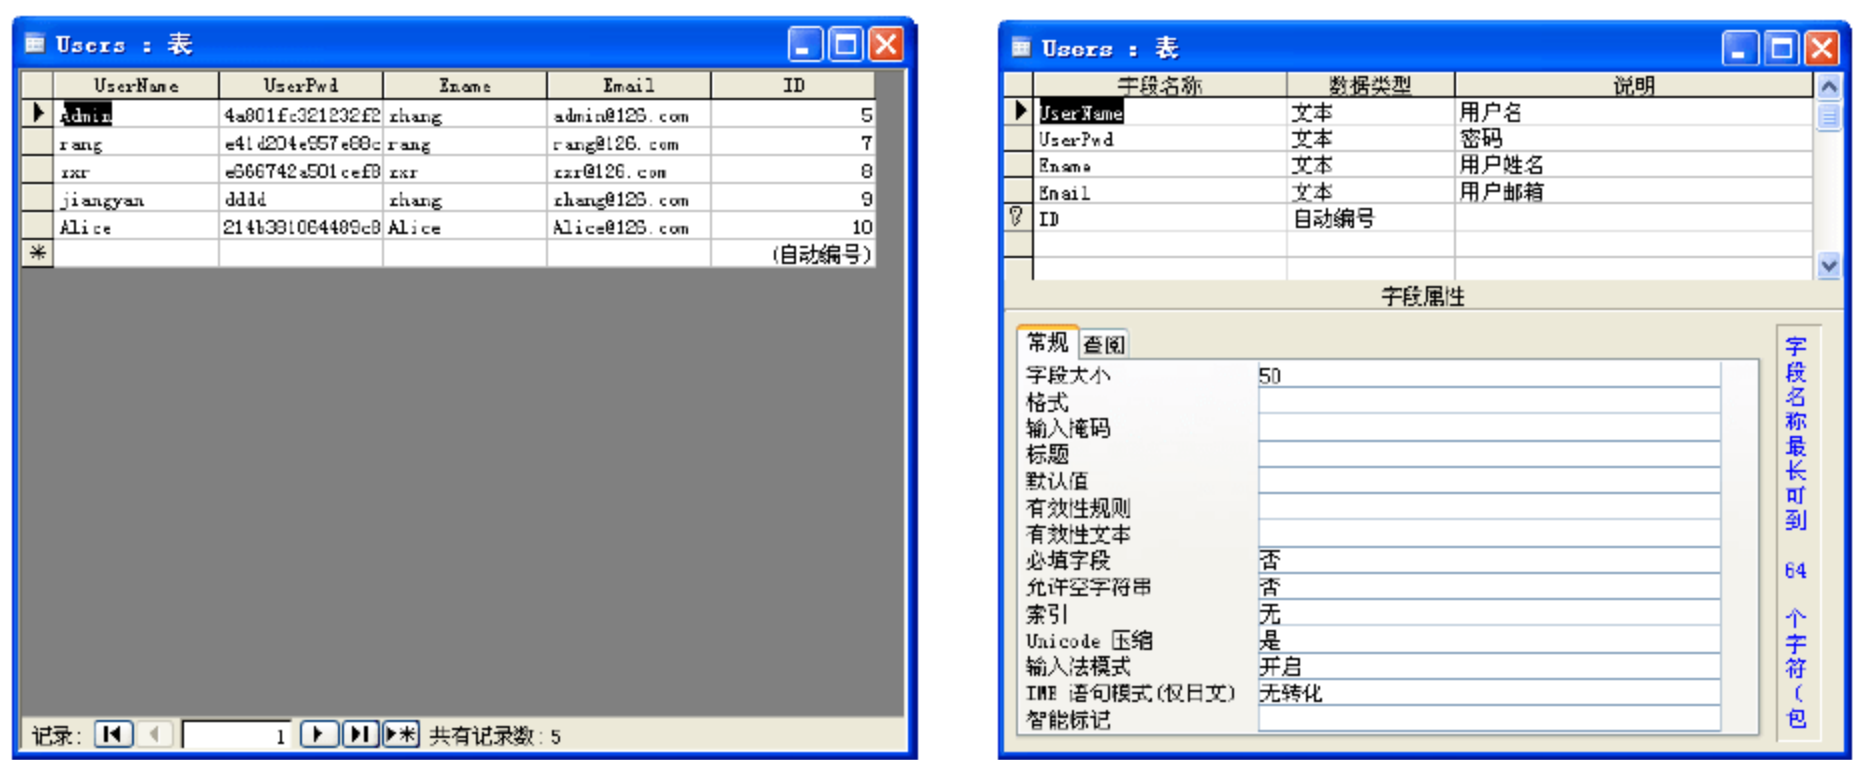 Users : 表
UserName UserPwd Ename Email ID
Admin 4a801fc321232f2 zhang admin@126.com 5
rang e41d204e957e88c rang rang@126.com 7
8
jiangyan dddd zhang zhang@126.com 9
Alice 214b381064489c8 Alice Alice@126.com 10
(自动编号)
记录: 1 共有记录数: 5
Users : 表
字段名称 数据类型 说明
UserName 文本 用户名
UserPwd 文本 密码
Ename 文本 用户姓名
Email 文本 用户邮箱
ID 自动编号
字段属性
常规 查阅
字段大小 50
格式
输入掩码
标题
默认值
有效性规则
有效性文本
必填字段 否
允许空字符串 否
索引 无
Unicode 压缩 是
输入法模式 开启
IME 语句模式(仅日文) 无转化
智能标记
字段名称最长可到 64 个字符(包